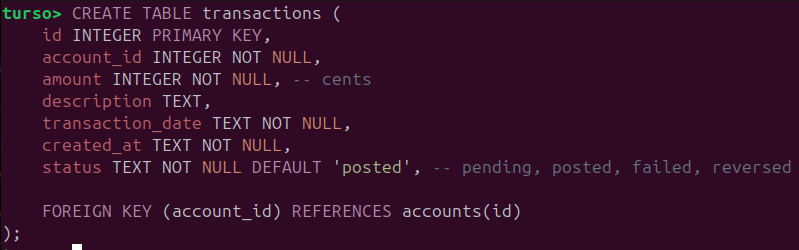 turso> CREATE TABLE transactions (
    id INTEGER PRIMARY KEY,
    account_id INTEGER NOT NULL,
    amount INTEGER NOT NULL, -- cents
    description TEXT,
    transaction_date TEXT NOT NULL,
    created_at TEXT NOT NULL,
    status TEXT NOT NULL DEFAULT 'posted', -- pending, posted, failed, reversed

    FOREIGN KEY (account_id) REFERENCES accounts(id)
);